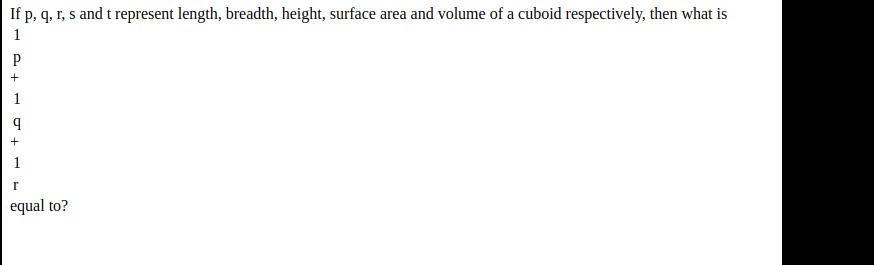 If p, q, r, s and t represent length, breadth, height, surface area and volume of a cuboid respectively, then what is
1
p
+
1
q
+
1
r
equal to?